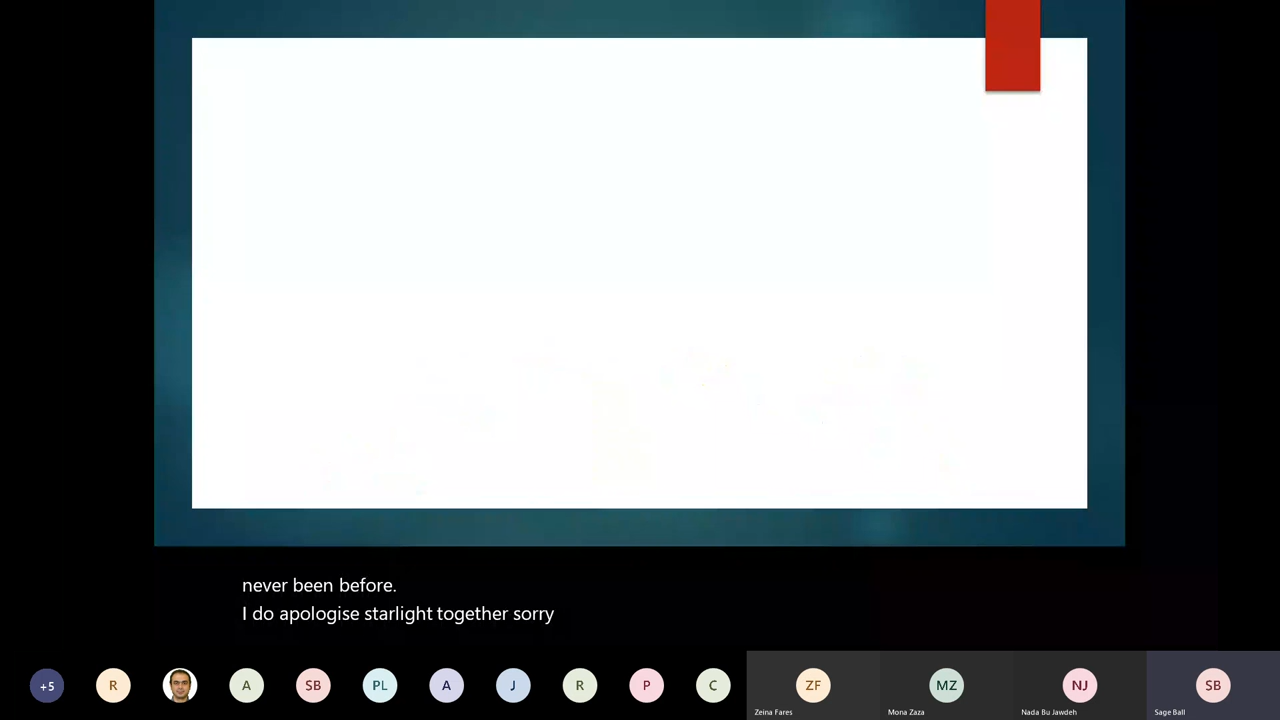 never been before.
I do apologise starlight together sorry
+5
R
A
SB
PL
A
J
R
P
C
ZF
MZ
NJ
SB
Zeina Fares
Mona Zaza
Nada Bu Jawdeh
Sage Ball